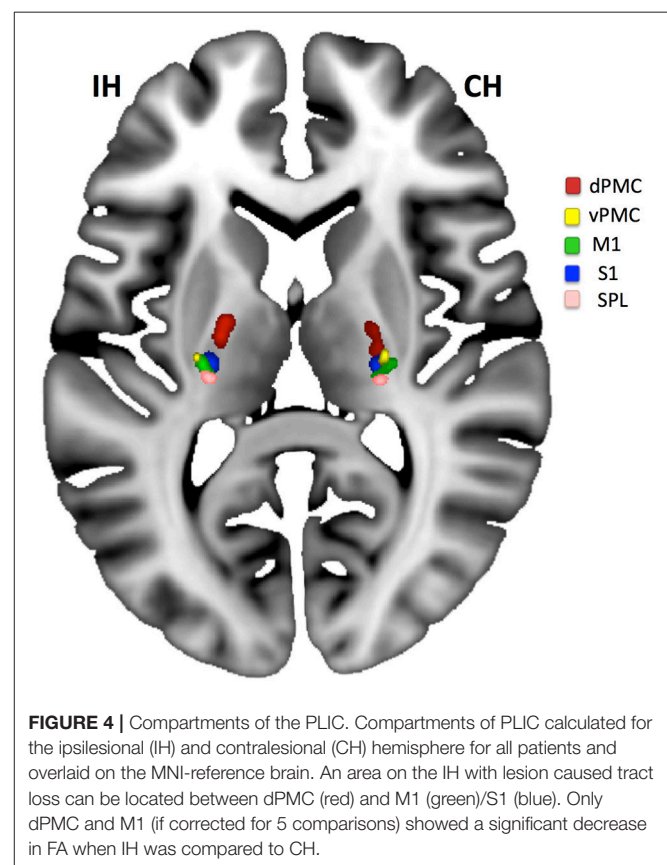 IH
CH
dPMC
vPMC
M1
S1
SPL
FIGURE 4 | Compartments of the PLIC. Compartments of PLIC calculated for
the ipsilesional (IH) and contralesional (CH) hemisphere for all patients and
overlaid on the MNI-reference brain. An area on the IH with lesion caused tract
loss can be located between dPMC (red) and M1 (green)/S1 (blue). Only
dPMC and M1 (if corrected for 5 comparisons) showed a significant decrease
in FA when IH was compared to CH.